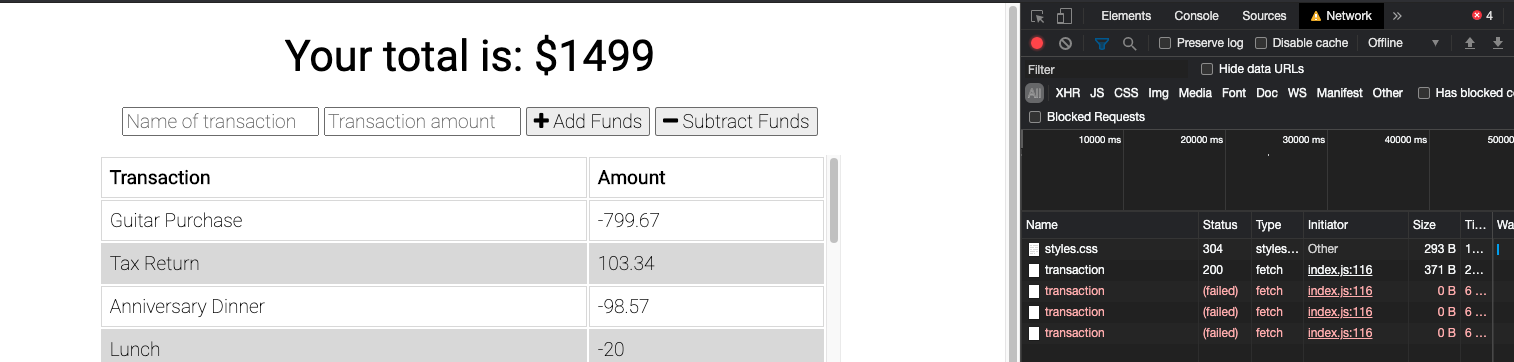 Your total is: $1499
Name of transaction Transaction amount Add Funds Subtract Funds
Transaction Amount
Guitar Purchase -799.67
Tax Return 103.34
Anniversary Dinner -98.57
Lunch -20
Elements Console Sources Network » 4
Preserve log Disable cache Offline ▼
Filter Hide data URLs
All XHR JS CSS Img Media Font Doc WS Manifest Other Has blocked c
Blocked Requests
10000 ms 20000 ms 30000 ms 40000 ms 50000
Name Status Type Initiator Size Ti... Wa
styles.css 304 styles... Other 293 B 1...
transaction 200 fetch index.js:116 371 B 2...
transaction (failed) fetch index.js:116 0 B 6 ...
transaction (failed) fetch index.js:116 0 B 6 ...
transaction (failed) fetch index.js:116 0 B 6 ...